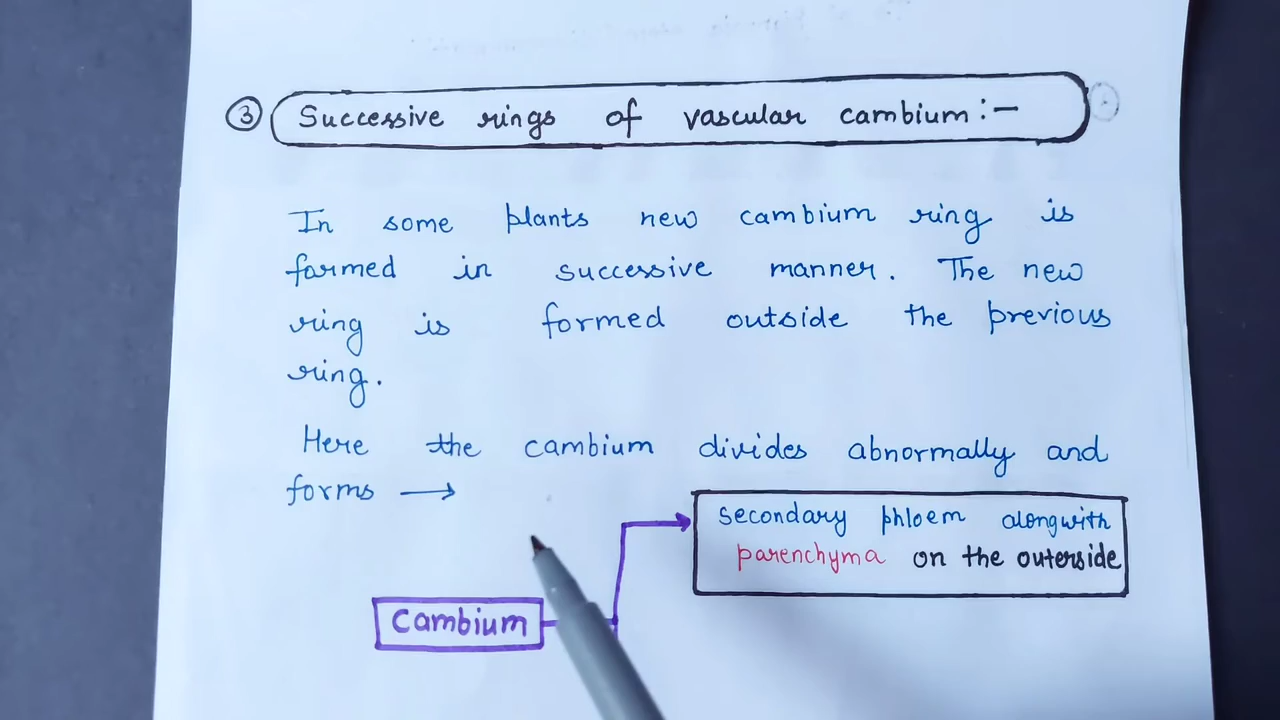 ③ Successive rings of vascular cambium:-
In some plants new cambium ring is
formed in successive manner. The new
ring is formed outside the previous
ring.
Here the cambium divides abnormally and
forms →
secondary phloem alongwith
parenchyma on the outerside
Cambium